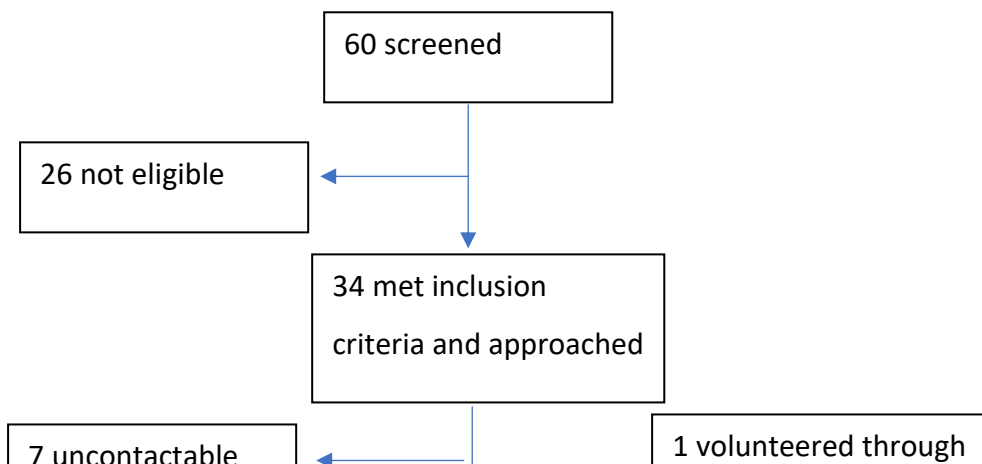 60 screened
26 not eligible
34 met inclusion
criteria and approached
7 uncontactable
1 volunteered through